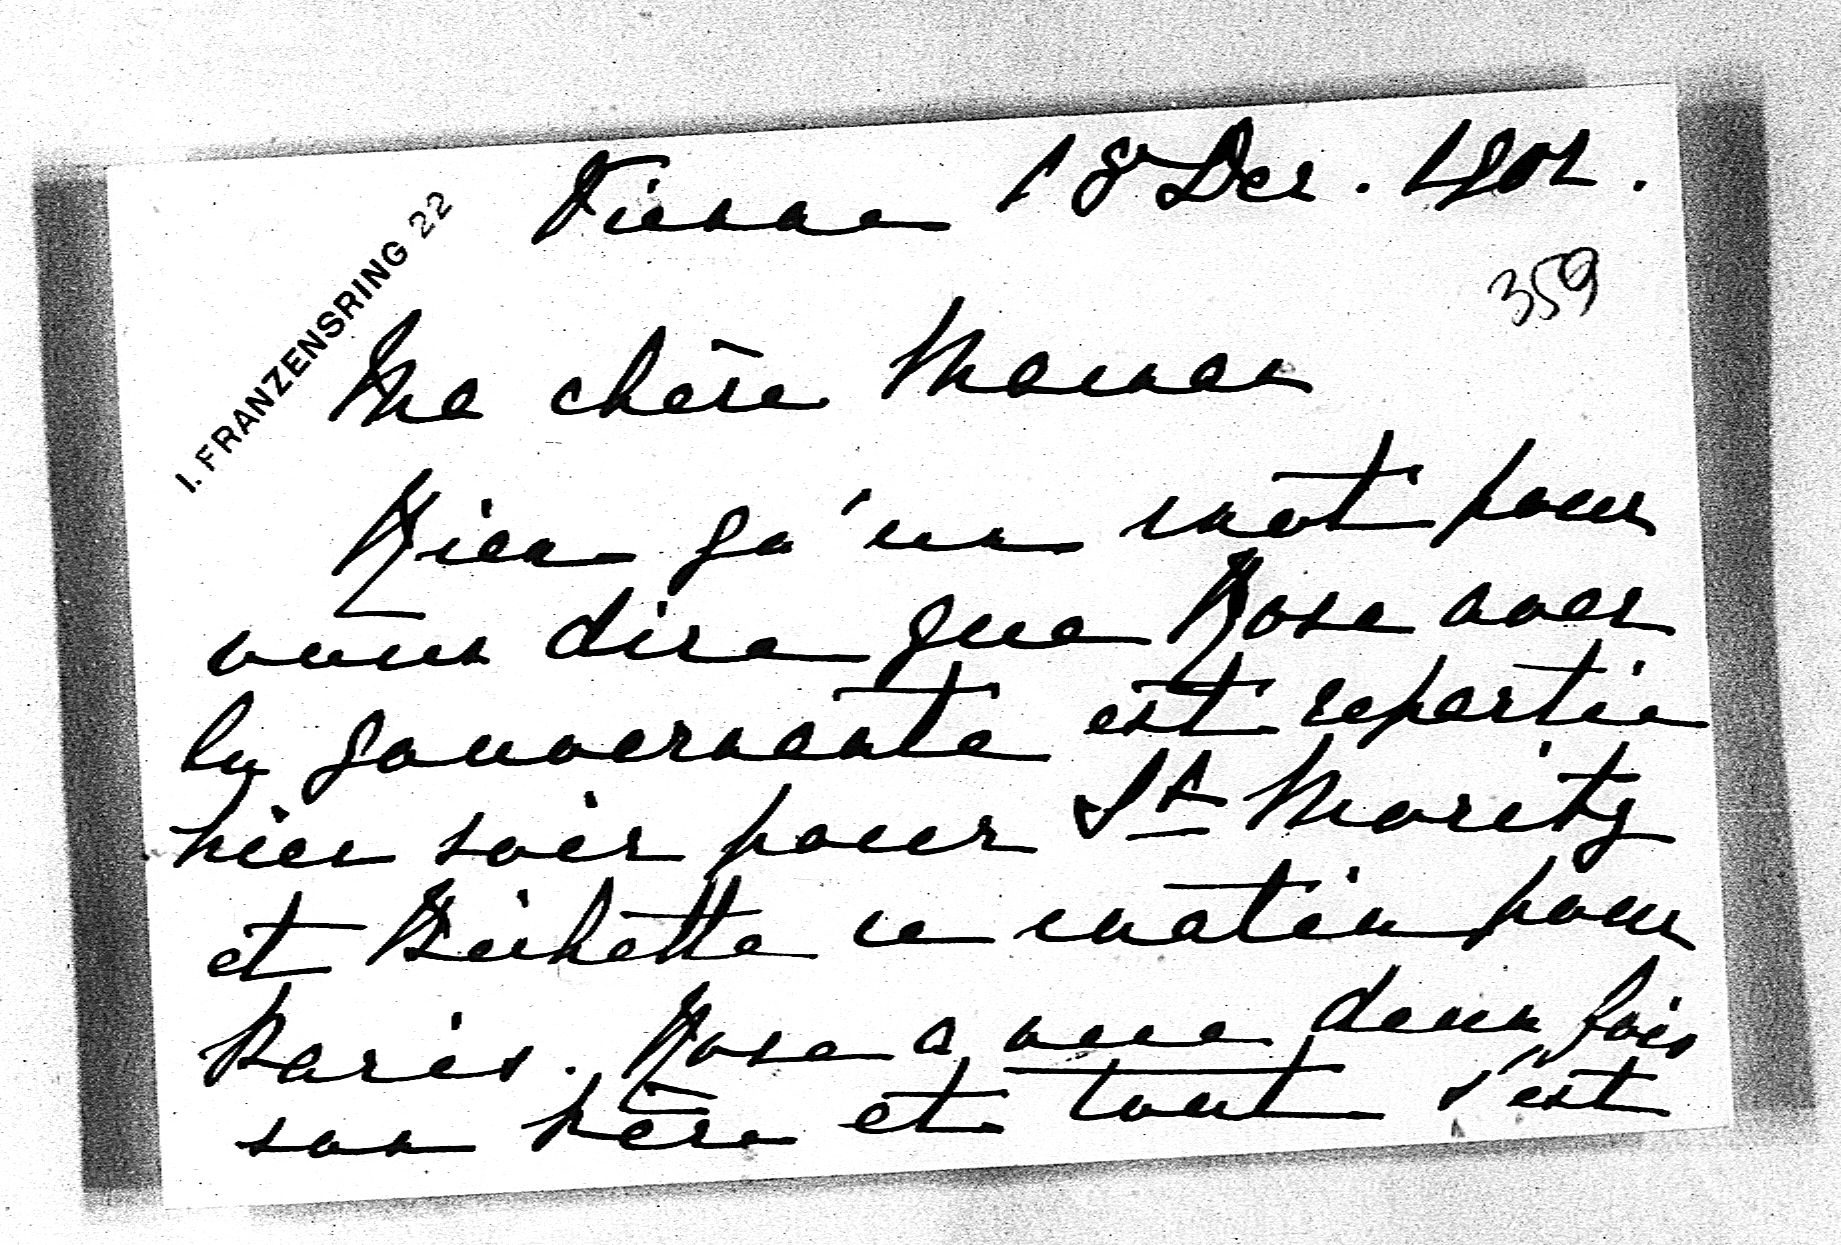 I. FRANZENSRING 22
Vienne 18 Dec. 1902.
359
Ma chère Maman
Rien qu'un mot pour
vous dire que Rose avec
la gouvernante est repartie
hier soir pour St Moritz
et Bichette ce matin pour
Paris. Rose a vue deux fois
son père et tout s'est